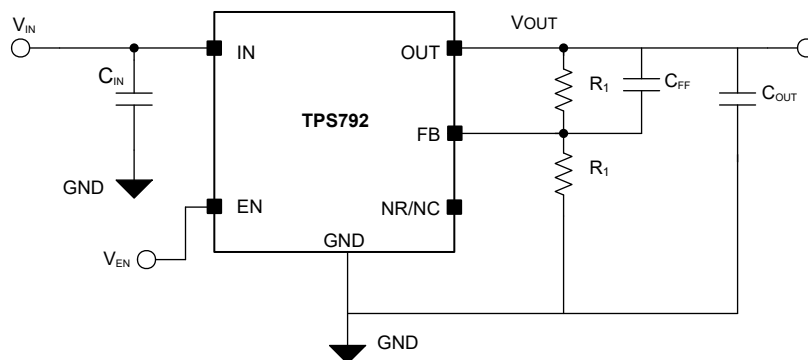 VIN
VOUT
IN
OUT
CIN
R1
CFF
COUT
TPS792
FB
GND
R1
EN
NR/NC
GND
VEN
GND